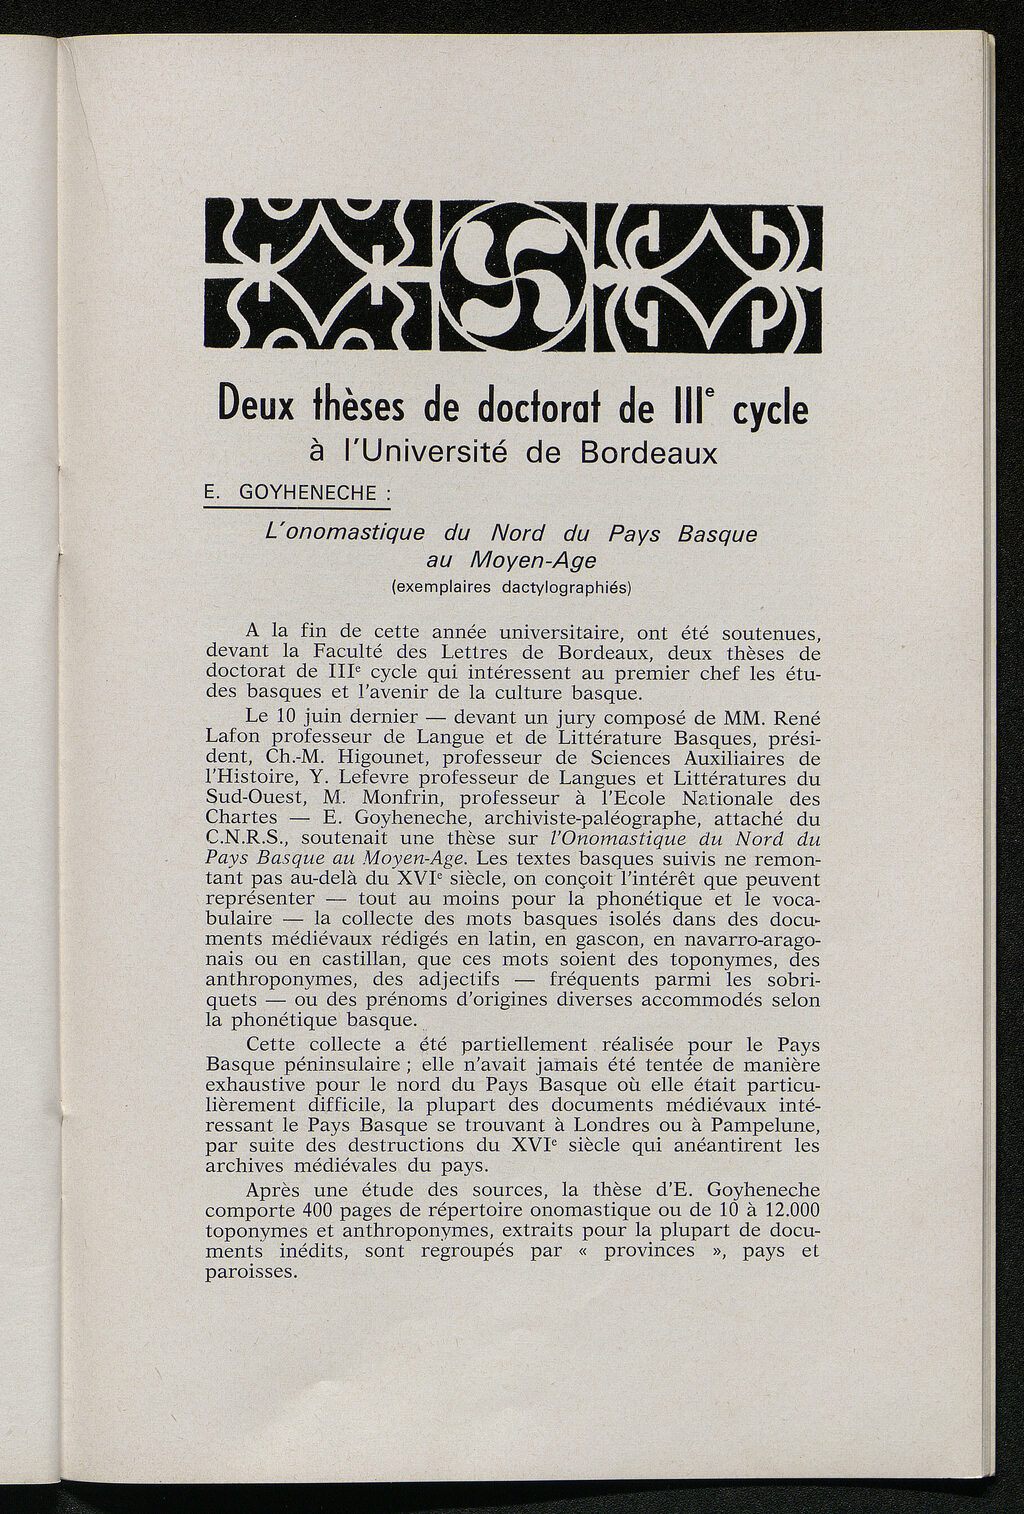 Deux thèses de doctorat de IIIᵉ cycle
à l'Université de Bordeaux
E. GOYHENECHE :
L'onomastique du Nord du Pays Basque
au Moyen-Age
(exemplaires dactylographiés)
A la fin de cette année universitaire, ont été soutenues,
devant la Faculté des Lettres de Bordeaux, deux thèses de
doctorat de IIIᵉ cycle qui intéressent au premier chef les étu-
des basques et l'avenir de la culture basque.
Le 10 juin dernier — devant un jury composé de MM. René
Lafon professeur de Langue et de Littérature Basques, prési-
dent, Ch.-M. Higounet, professeur de Sciences Auxiliaires de
l'Histoire, Y. Lefevre professeur de Langues et Littératures du
Sud-Ouest, M. Monfrin, professeur à l'Ecole Nationale des
Chartes — E. Goyheneche, archiviste-paléographe, attaché du
C.N.R.S., soutenait une thèse sur l'Onomastique du Nord du
Pays Basque au Moyen-Age. Les textes basques suivis ne remon-
tant pas au-delà du XVIᵉ siècle, on conçoit l'intérêt que peuvent
représenter — tout au moins pour la phonétique et le voca-
bulaire — la collecte des mots basques isolés dans des docu-
ments médiévaux rédigés en latin, en gascon, en navarro-arago-
nais ou en castillan, que ces mots soient des toponymes, des
anthroponymes, des adjectifs — fréquents parmi les sobri-
quets — ou des prénoms d'origines diverses accommodés selon
la phonétique basque.
Cette collecte a été partiellement réalisée pour le Pays
Basque péninsulaire ; elle n'avait jamais été tentée de manière
exhaustive pour le nord du Pays Basque où elle était particu-
lièrement difficile, la plupart des documents médiévaux inté-
ressant le Pays Basque se trouvant à Londres ou à Pampelune,
par suite des destructions du XVIᵉ siècle qui anéantirent les
archives médiévales du pays.
Après une étude des sources, la thèse d'E. Goyheneche
comporte 400 pages de répertoire onomastique ou de 10 à 12.000
toponymes et anthroponymes, extraits pour la plupart de docu-
ments inédits, sont regroupés par « provinces », pays et
paroisses.